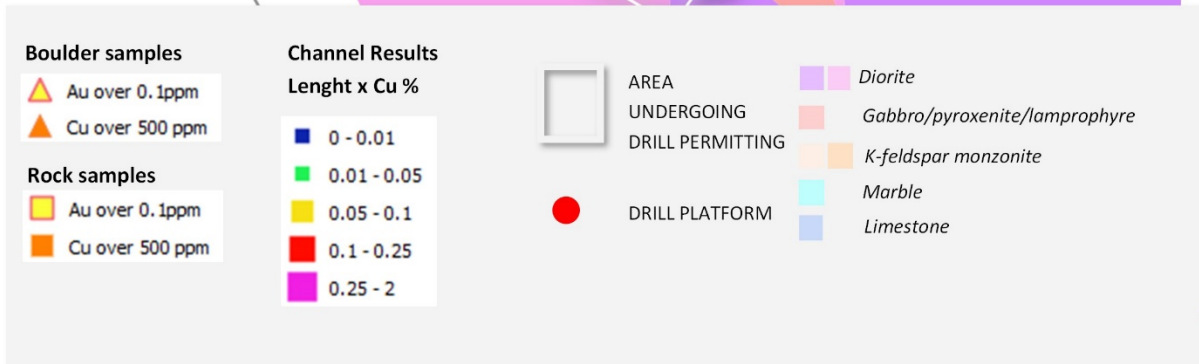 Boulder samples
Au over 0.1ppm
Cu over 500 ppm
Rock samples
Au over 0.1ppm
Cu over 500 ppm
Channel Results
Lenght x Cu %
0 - 0.01
0.01 - 0.05
0.05 - 0.1
0.1 - 0.25
0.25 - 2
AREA
UNDERGOING
DRILL PERMITTING
DRILL PLATFORM
Diorite
Gabbro/pyroxenite/lamprophyre
K-feldspar monzonite
Marble
Limestone